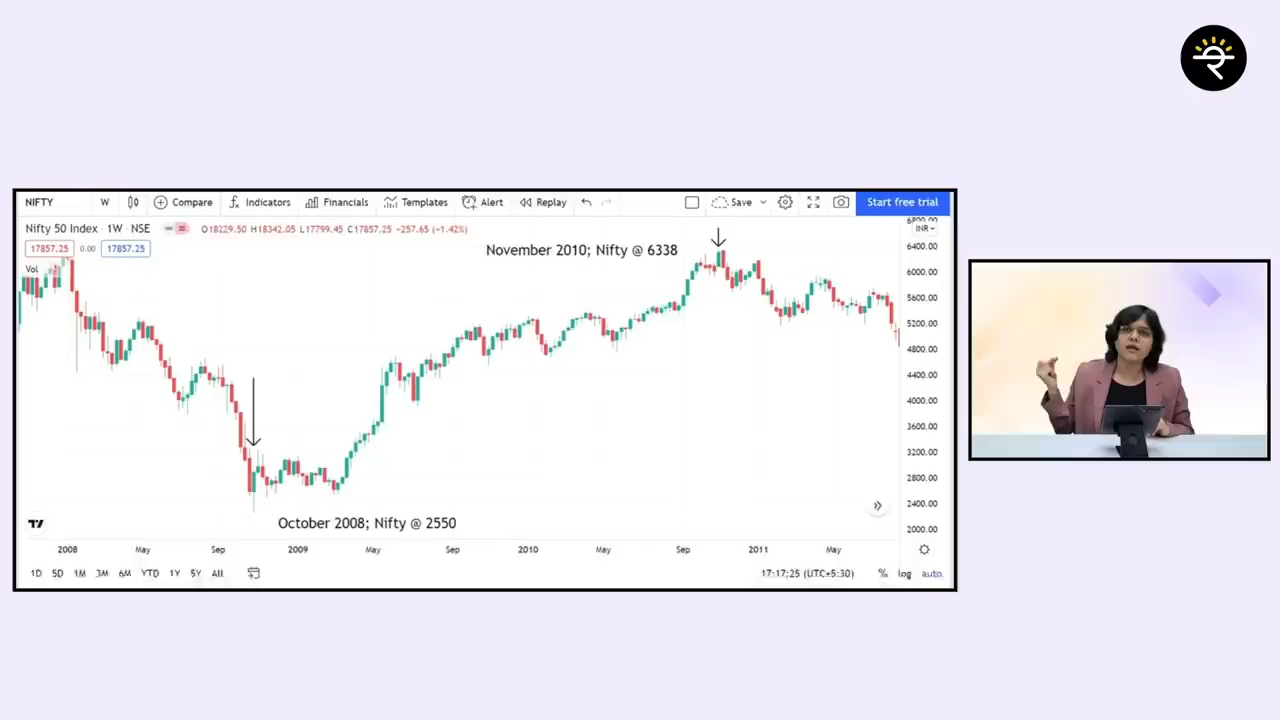 NIFTY W Compare Indicators Financials Templates Alert Replay Save Start free trial
Nifty 50 Index · 1W · NSE O18229.50 H18342.05 L17799.45 C17857.25 -257.65 (-1.42%)
17857.25 0.00 17857.25
Vol
INR
November 2010; Nifty @ 6338
October 2008; Nifty @ 2550
6800.00
6400.00
6000.00
5600.00
5200.00
4800.00
4400.00
4000.00
3600.00
3200.00
2800.00
2400.00
2000.00
2008 May Sep 2009 May Sep 2010 May Sep 2011 May
1D 5D 1M 3M 6M YTD 1Y 5Y All 17:17:25 (UTC+5:30) % log auto